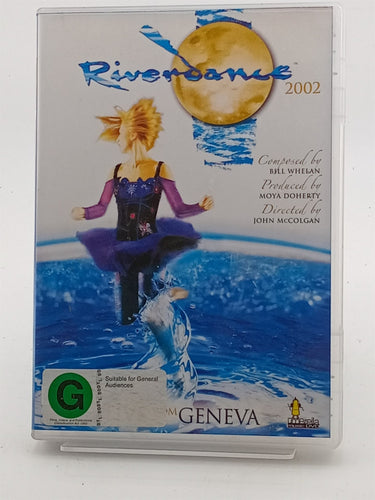 Riverdance
2002
Composed by
BILL WHELAN
Produced by
MOYA DOHERTY
Directed by
JOHN McCOLGAN
G
Suitable for General
Audiences
GENEVA